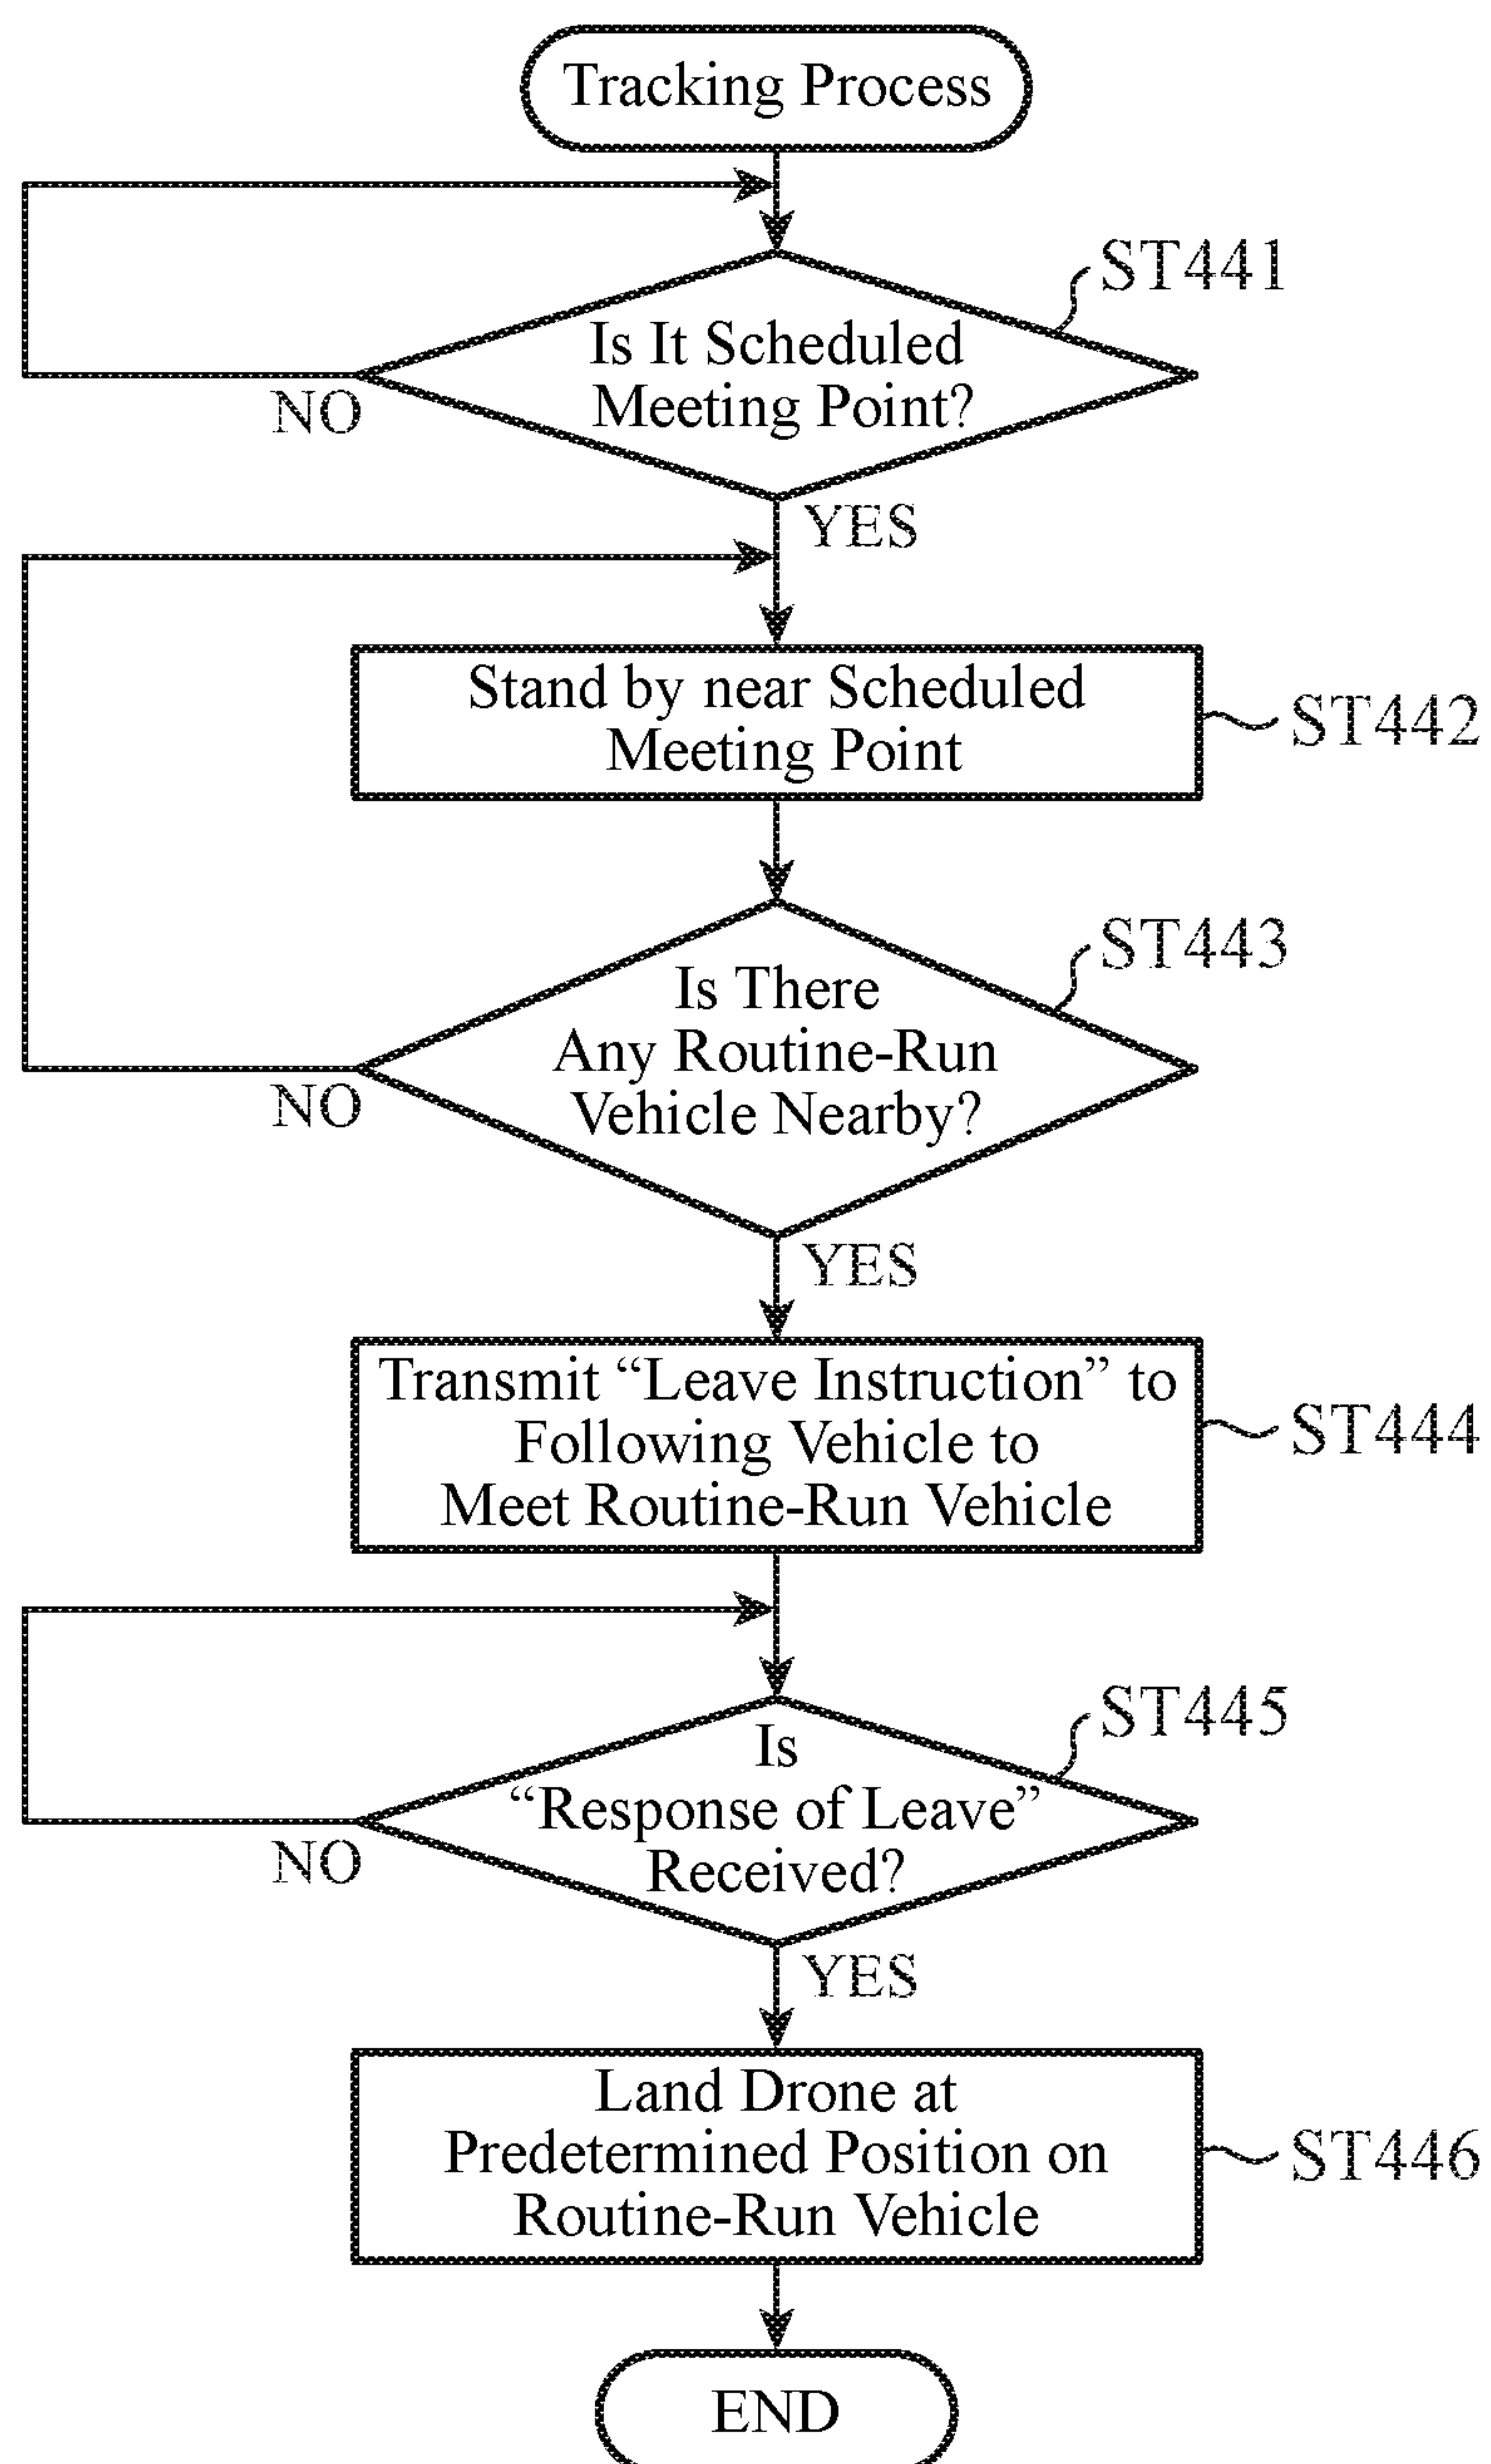 Tracking Process
ST441
Is It Scheduled
Meeting Point?
NO
YES
Stand by near Scheduled
Meeting Point
ST442
ST443
Is There
Any Routine-Run
Vehicle Nearby?
NO
YES
Transmit “Leave Instruction” to
Following Vehicle to
Meet Routine-Run Vehicle
ST444
ST445
Is
“Response of Leave”
Received?
NO
YES
Land Drone at
Predetermined Position on
Routine-Run Vehicle
ST446
END